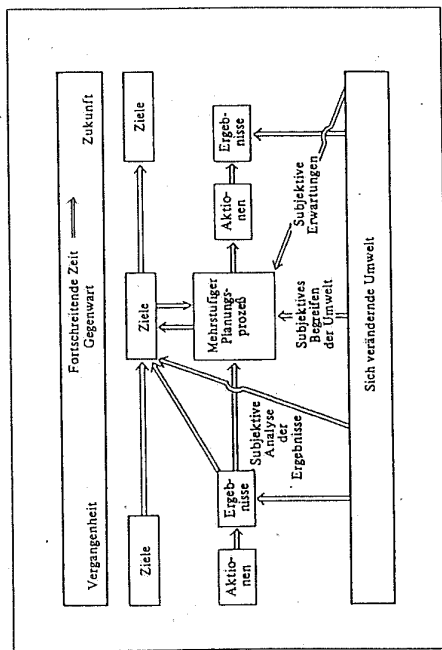 Fortschreitende Zeit
Vergangenheit Gegenwart Zukunft
Ziele
Ziele
Ziele
Aktio-
nen
Ergeb-
nisse
Subjektive
Analyse
der
Ergebnisse
Mehrstufiger
Planungs-
prozeß
Aktio-
nen
Ergeb-
nisse
Subjektives
Begreifen
der Umwelt
Subjektive
Erwartungen
Sich verändernde Umwelt